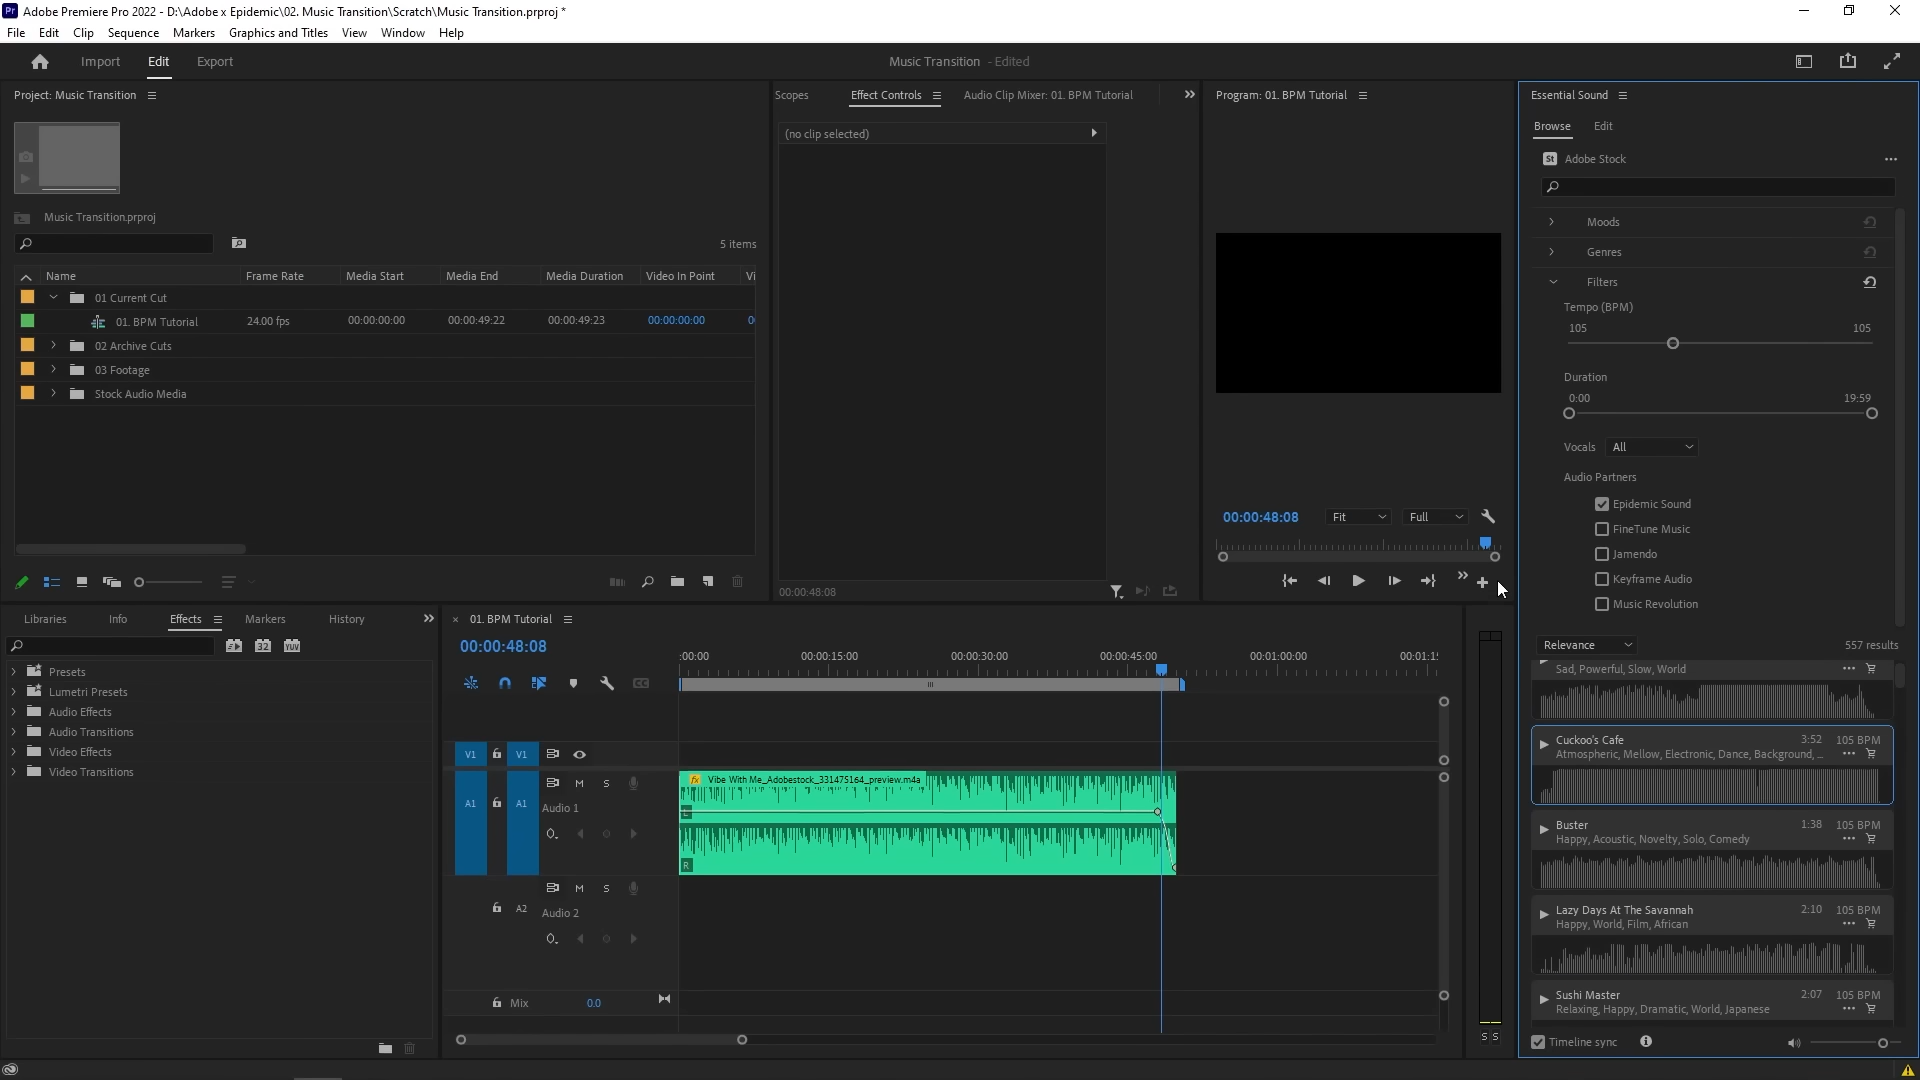 Pr Adobe Premiere Pro 2022 - D:\Adobe x Epidemic\02. Music Transition\Scratch\Music Transition.prproj *
File Edit Clip Sequence Markers Graphics and Titles View Window Help
Import Edit Export
Music Transition - Edited
Project: Music Transition
Music Transition.prproj
5 items
Name Frame Rate Media Start Media End Media Duration Video In Point Vi
01 Current Cut
01. BPM Tutorial 24.00 fps 00:00:00:00 00:00:49:22 00:00:49:23 00:00:00:00 0
02 Archive Cuts
03 Footage
Stock Audio Media
Scopes Effect Controls Audio Clip Mixer: 01. BPM Tutorial
(no clip selected)
00:00:48:08
Program: 01. BPM Tutorial
00:00:48:08 Fit Full
Essential Sound
Browse Edit
St Adobe Stock
Moods
Genres
Filters
Tempo (BPM)
105 105
Duration
0:00 19:59
Vocals All
Audio Partners
Epidemic Sound
FineTune Music
Jamendo
Keyframe Audio
Music Revolution
Relevance 557 results
Sad, Powerful, Slow, World
Cuckoo's Cafe 3:52 105 BPM
Atmospheric, Mellow, Electronic, Dance, Background, ...
Buster 1:38 105 BPM
Happy, Acoustic, Novelty, Solo, Comedy
Lazy Days At The Savannah 2:10 105 BPM
Happy, World, Film, African
Sushi Master 2:07 105 BPM
Relaxing, Happy, Dramatic, World, Japanese
Timeline sync
Libraries Info Effects Markers History
32 YUV
Presets
Lumetri Presets
Audio Effects
Audio Transitions
Video Effects
Video Transitions
× 01. BPM Tutorial
00:00:48:08
:00:00 00:00:15:00 00:00:30:00 00:00:45:00 00:01:00:00 00:01:15
CC
V1 V1
fx Vibe With Me_Adobestock_331475164_preview.m4a
M S
A1 A1 Audio 1
L
R
M S
A2 Audio 2
Mix 0.0
S S